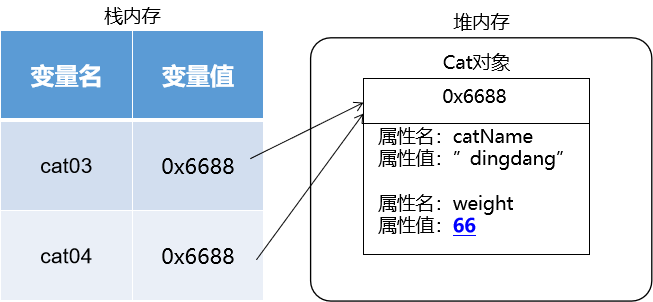 栈内存
变量名 变量值
cat03 0x6688
cat04 0x6688
堆内存
Cat对象
0x6688
属性名：catName
属性值：”dingdang”
属性名：weight
属性值：66